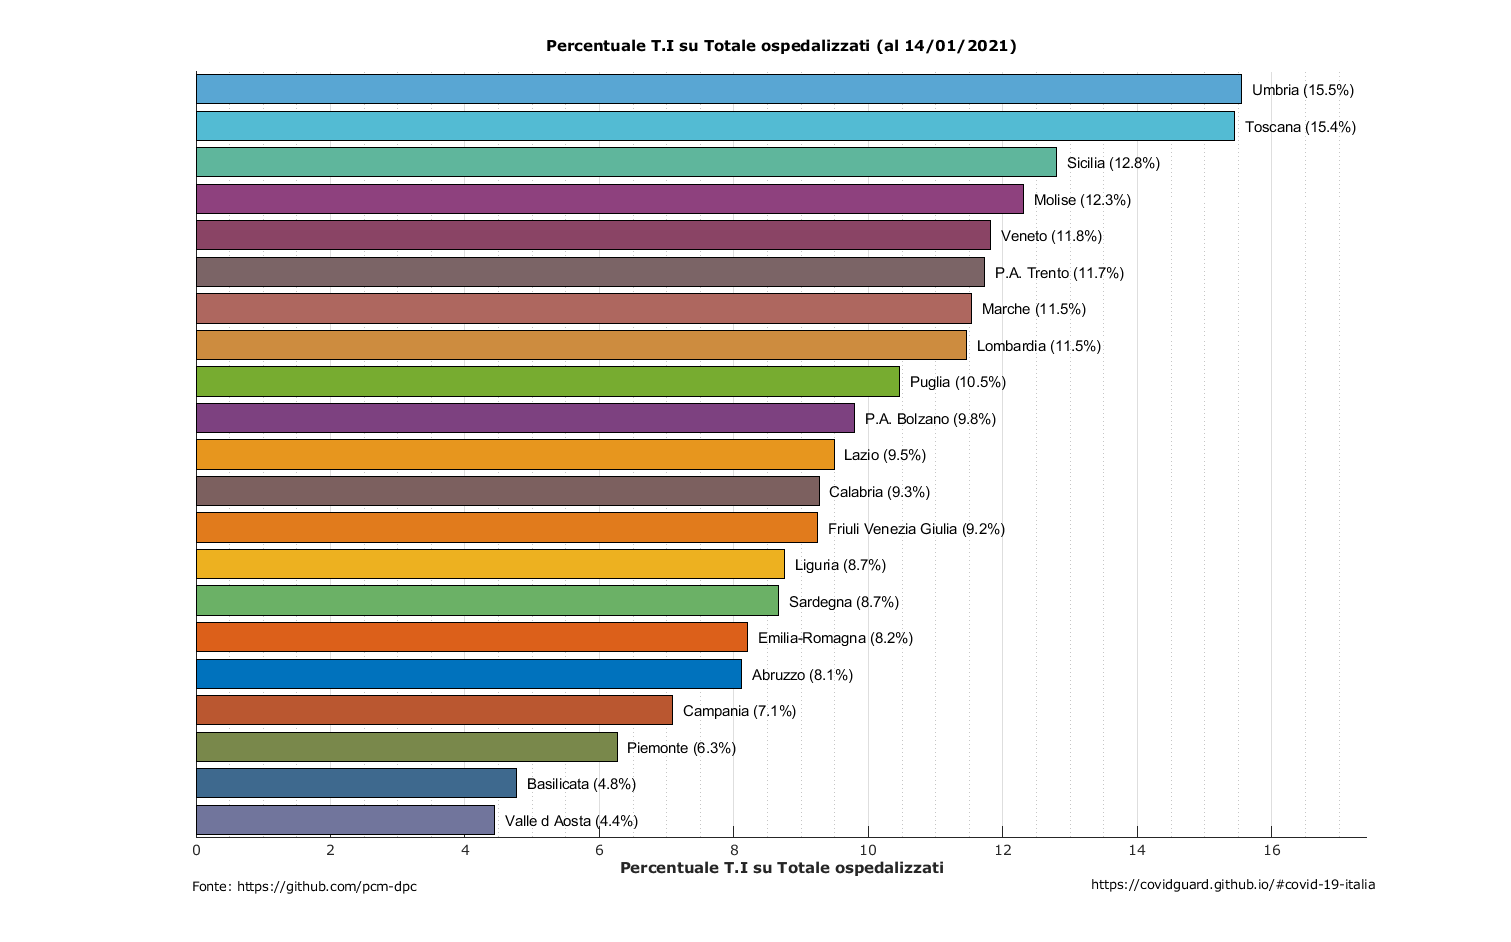 Percentuale T.I su Totale ospedalizzati (al 14/01/2021)
Umbria (15.5%)
Toscana (15.4%)
Sicilia (12.8%)
Molise (12.3%)
Veneto (11.8%)
P.A. Trento (11.7%)
Marche (11.5%)
Lombardia (11.5%)
Puglia (10.5%)
P.A. Bolzano (9.8%)
Lazio (9.5%)
Calabria (9.3%)
Friuli Venezia Giulia (9.2%)
Liguria (8.7%)
Sardegna (8.7%)
Emilia-Romagna (8.2%)
Abruzzo (8.1%)
Campania (7.1%)
Piemonte (6.3%)
Basilicata (4.8%)
Valle d Aosta (4.4%)
0 2 4 6 8 10 12 14 16
Percentuale T.I su Totale ospedalizzati
Fonte: https://github.com/pcm-dpc
https://covidguard.github.io/#covid-19-italia